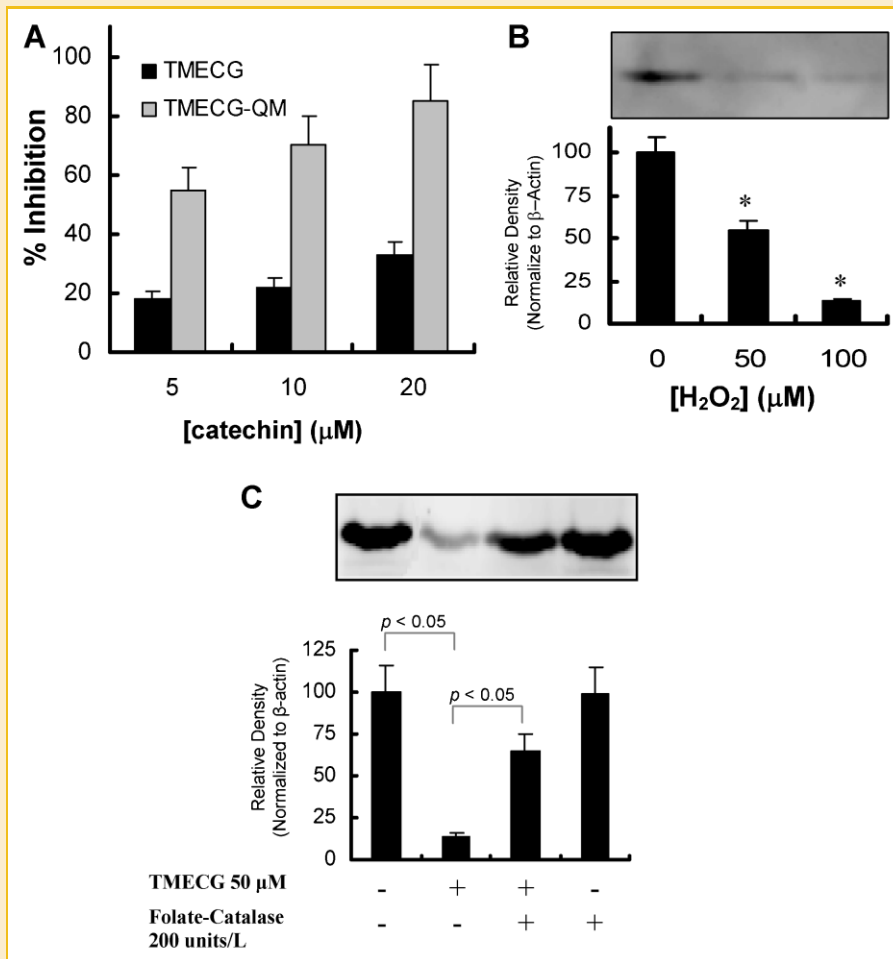 A
100
80
60
40
20
0
% Inhibition
TMECG
TMECG-QM
5 10 20
[catechin] (μM)
B
100
75
50
25
0
Relative Density
(Normalize to β–Actin)
* *
0 50 100
[H₂O₂] (μM)
C
125
100
75
50
25
0
Relative Density
(Normalized to β-actin)
p < 0.05
p < 0.05
TMECG 50 μM - + + -
Folate-Catalase - - + +
200 units/L